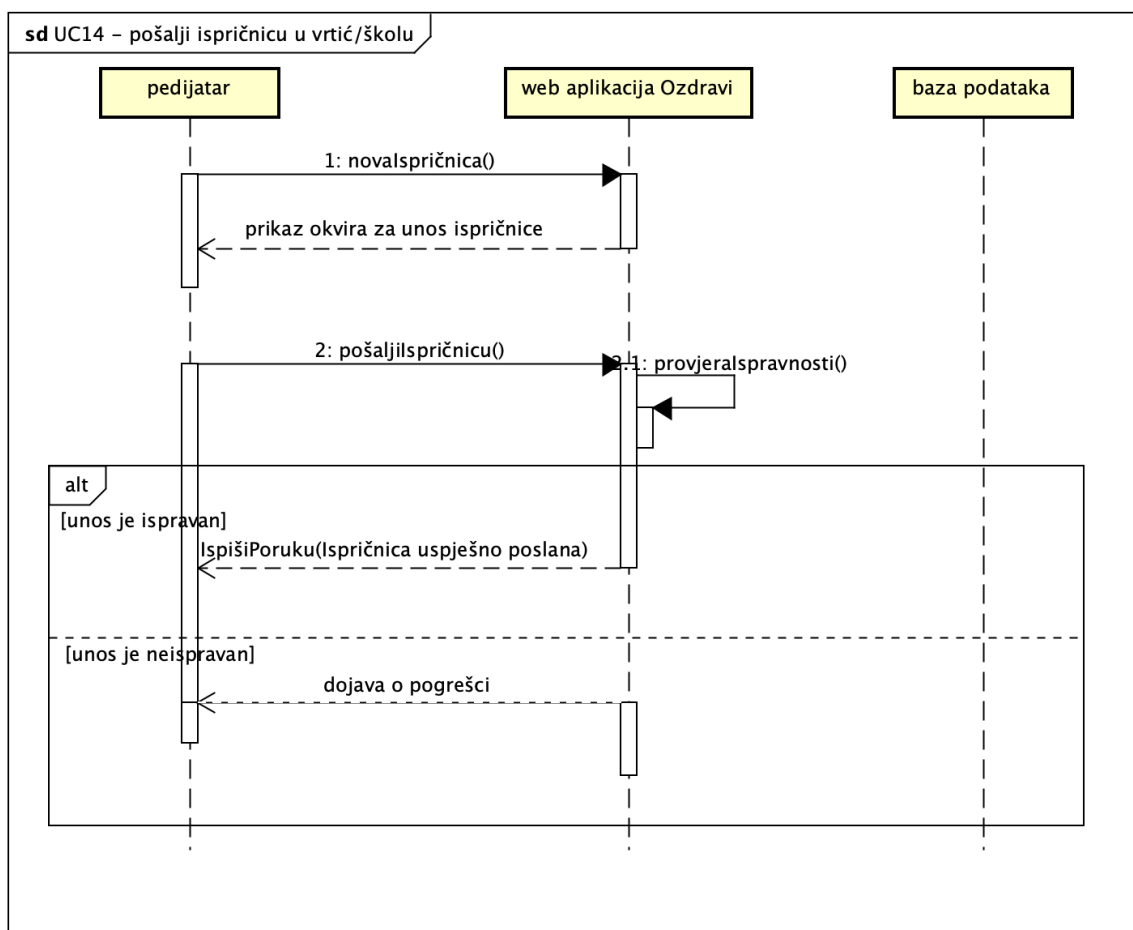 sd UC14 – pošalji ispričnicu u vrtić/školu
pedijatar
web aplikacija Ozdravi
baza podataka
1: novaIspričnica()
prikaz okvira za unos ispričnice
2: pošaljiIspričnicu()
2.1: provjeraIspravnosti()
alt
[unos je ispravan]
IspišiPoruku(Ispričnica uspješno poslana)
[unos je neispravan]
dojava o pogrešci